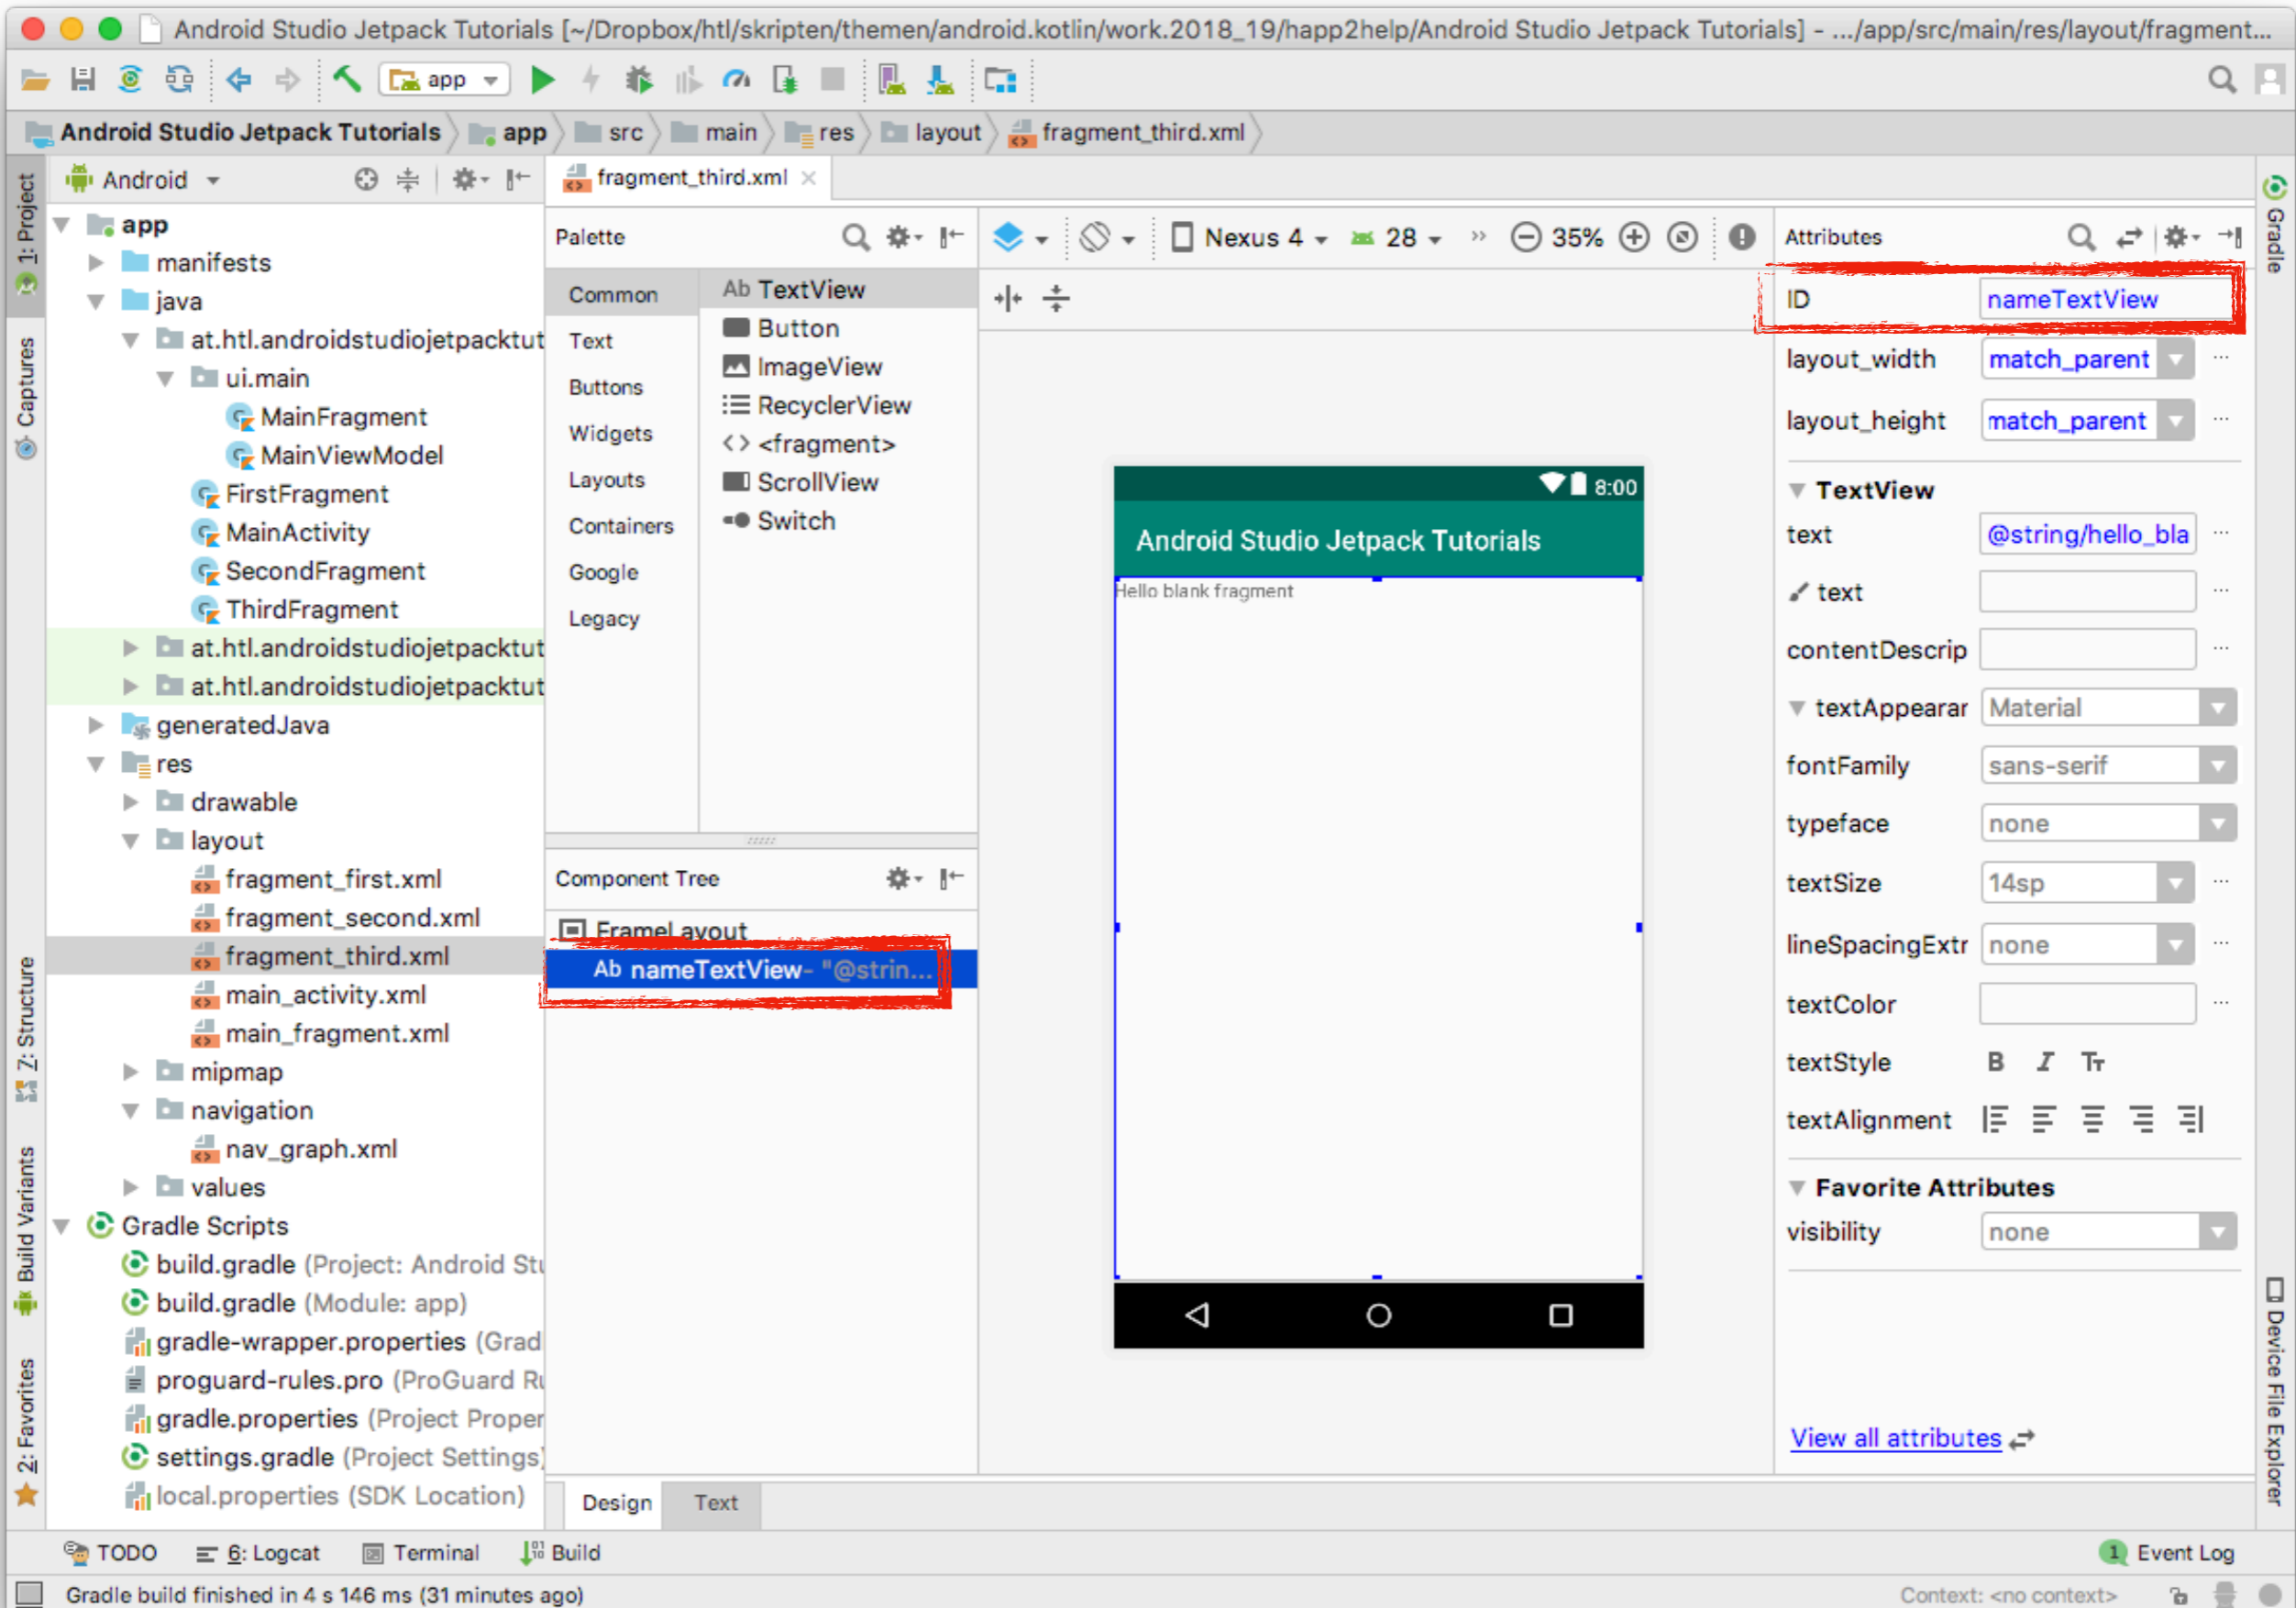 Android Studio Jetpack Tutorials [~/Dropbox/htl/skripten/themen/android.kotlin/work.2018_19/happ2help/Android Studio Jetpack Tutorials] - .../app/src/main/res/layout/fragment...
app
Android Studio Jetpack Tutorials app src main res layout fragment_third.xml
1: Project
Captures
Z: Structure
Build Variants
2: Favorites
Android
app
manifests
java
at.htl.androidstudiojetpacktut
ui.main
MainFragment
MainViewModel
FirstFragment
MainActivity
SecondFragment
ThirdFragment
at.htl.androidstudiojetpacktut
at.htl.androidstudiojetpacktut
generatedJava
res
drawable
layout
fragment_first.xml
fragment_second.xml
fragment_third.xml
main_activity.xml
main_fragment.xml
mipmap
navigation
nav_graph.xml
values
Gradle Scripts
build.gradle (Project: Android Stu
build.gradle (Module: app)
gradle-wrapper.properties (Grad
proguard-rules.pro (ProGuard Ru
gradle.properties (Project Proper
settings.gradle (Project Settings)
local.properties (SDK Location)
fragment_third.xml
Palette
Common
Text
Buttons
Widgets
Layouts
Containers
Google
Legacy
Ab TextView
Button
ImageView
RecyclerView
<fragment>
ScrollView
Switch
Component Tree
FrameLayout
Ab nameTextView- "@strin...
Nexus 4 28 35%
8:00
Android Studio Jetpack Tutorials
Hello blank fragment
Attributes
ID nameTextView
layout_width match_parent
layout_height match_parent
TextView
text @string/hello_bla
text
contentDescrip
textAppearar Material
fontFamily sans-serif
typeface none
textSize 14sp
lineSpacingExtr none
textColor
textStyle B I Tт
textAlignment
Favorite Attributes
visibility none
View all attributes
Gradle
Device File Explorer
Design Text
TODO 6: Logcat Terminal Build 1 Event Log
Gradle build finished in 4 s 146 ms (31 minutes ago) Context: <no context>